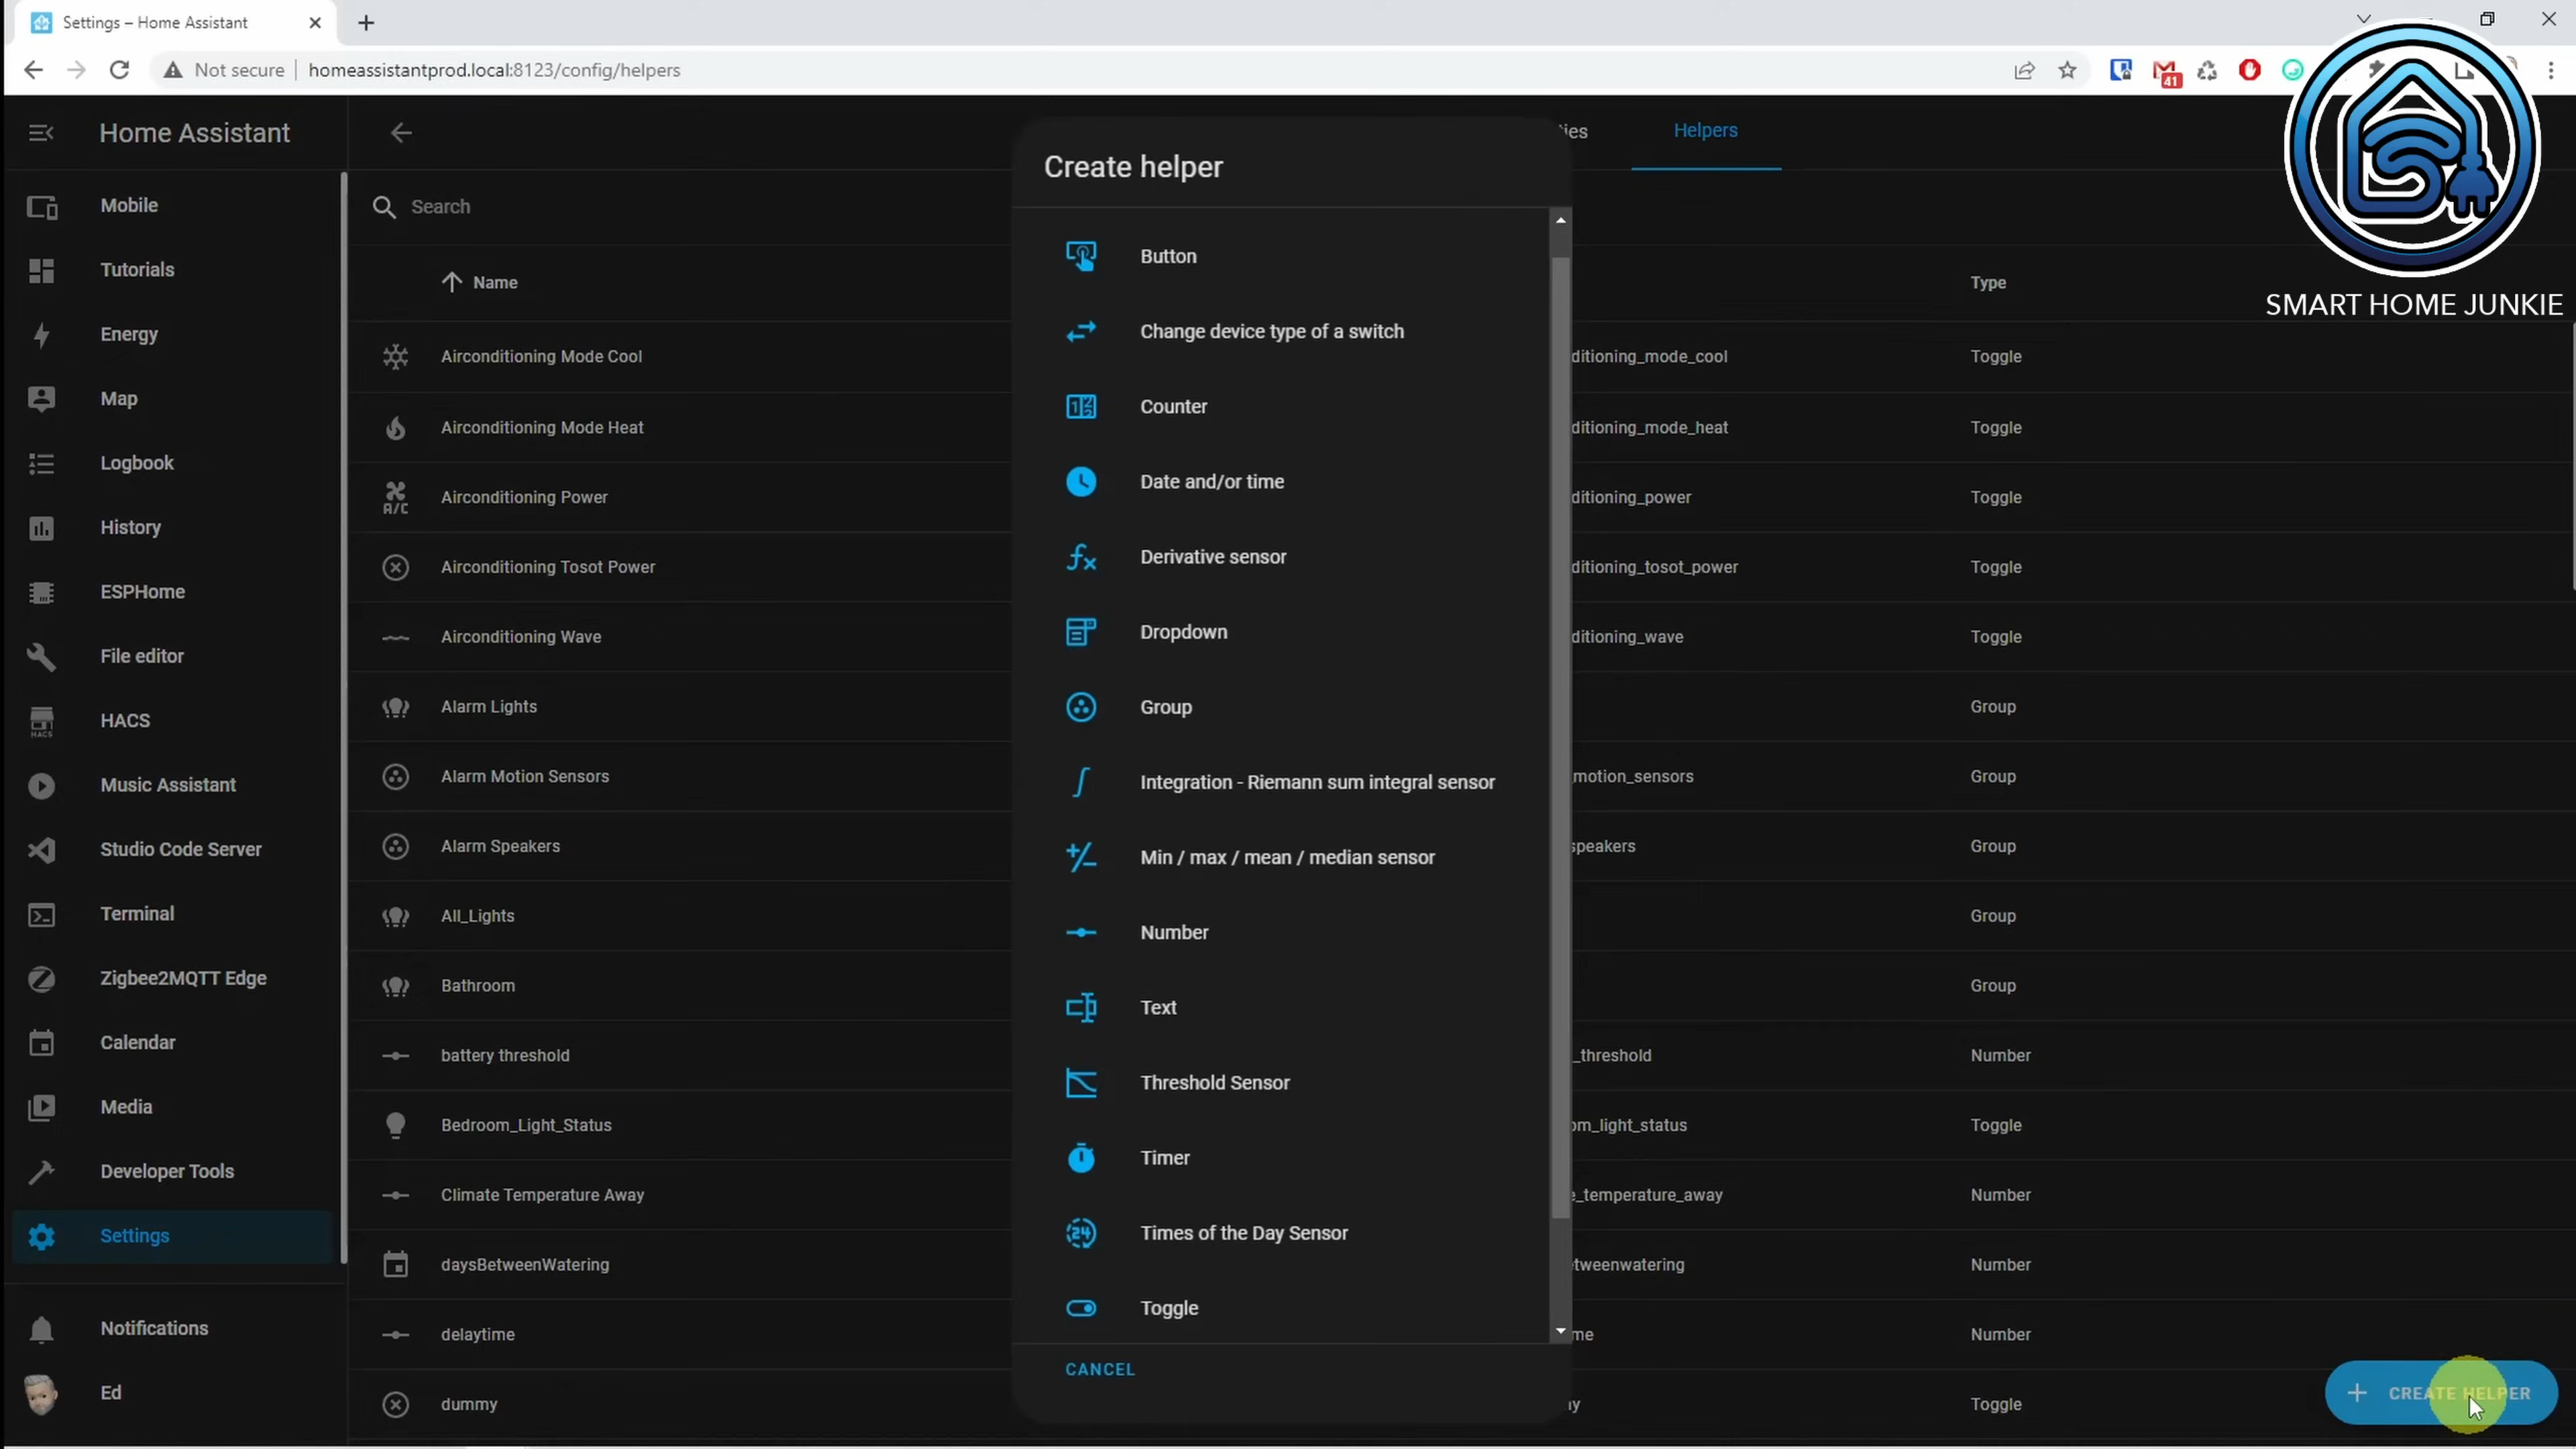 Settings – Home Assistant
Not secure
homeassistantprod.local:8123/config/helpers
41
Home Assistant
Mobile
Tutorials
Energy
Map
Logbook
History
ESPHome
File editor
HACS
HACS
Music Assistant
Studio Code Server
Terminal
Zigbee2MQTT Edge
Calendar
Media
Developer Tools
Settings
Notifications
Ed
ies
Helpers
Search
Name
Type
Airconditioning Mode Cool
ditioning_mode_cool
Toggle
Airconditioning Mode Heat
ditioning_mode_heat
Toggle
A/C
Airconditioning Power
ditioning_power
Toggle
Airconditioning Tosot Power
ditioning_tosot_power
Toggle
Airconditioning Wave
ditioning_wave
Toggle
Alarm Lights
Group
Alarm Motion Sensors
motion_sensors
Group
Alarm Speakers
speakers
Group
All_Lights
Group
Bathroom
Group
battery threshold
_threshold
Number
Bedroom_Light_Status
om_light_status
Toggle
Climate Temperature Away
e_temperature_away
Number
daysBetweenWatering
etweenwatering
Number
delaytime
me
Number
dummy
ny
Toggle
Create helper
Button
Change device type of a switch
Counter
Date and/or time
Derivative sensor
Dropdown
Group
Integration - Riemann sum integral sensor
Min / max / mean / median sensor
Number
Text
Threshold Sensor
Timer
24
Times of the Day Sensor
Toggle
CANCEL
CREATE HELPER
SMART HOME JUNKIE